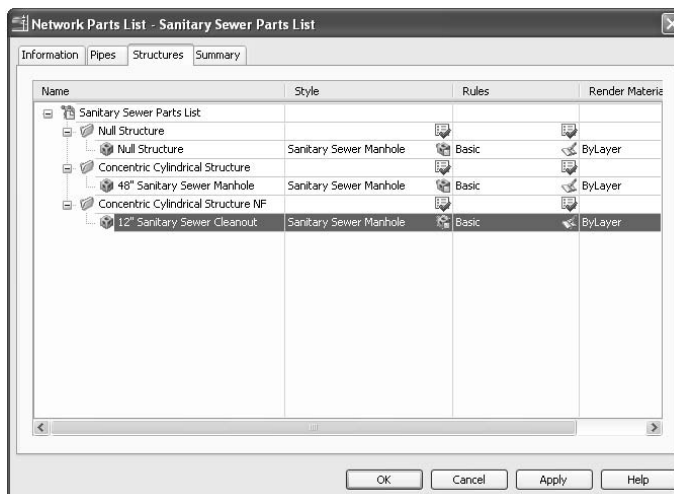 Network Parts List - Sanitary Sewer Parts List
Information Pipes Structures Summary
Name Style Rules Render Materia
Sanitary Sewer Parts List
Null Structure
Null Structure Sanitary Sewer Manhole Basic ByLayer
Concentric Cylindrical Structure
48" Sanitary Sewer Manhole Sanitary Sewer Manhole Basic ByLayer
Concentric Cylindrical Structure NF
12" Sanitary Sewer Cleanout Sanitary Sewer Manhole Basic ByLayer
OK Cancel Apply Help